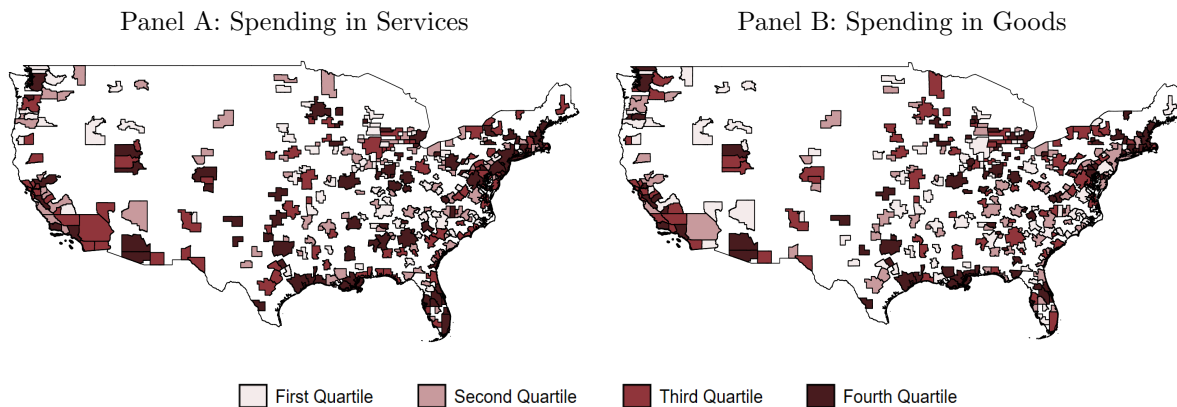 Panel A: Spending in Services
Panel B: Spending in Goods
First Quartile
Second Quartile
Third Quartile
Fourth Quartile